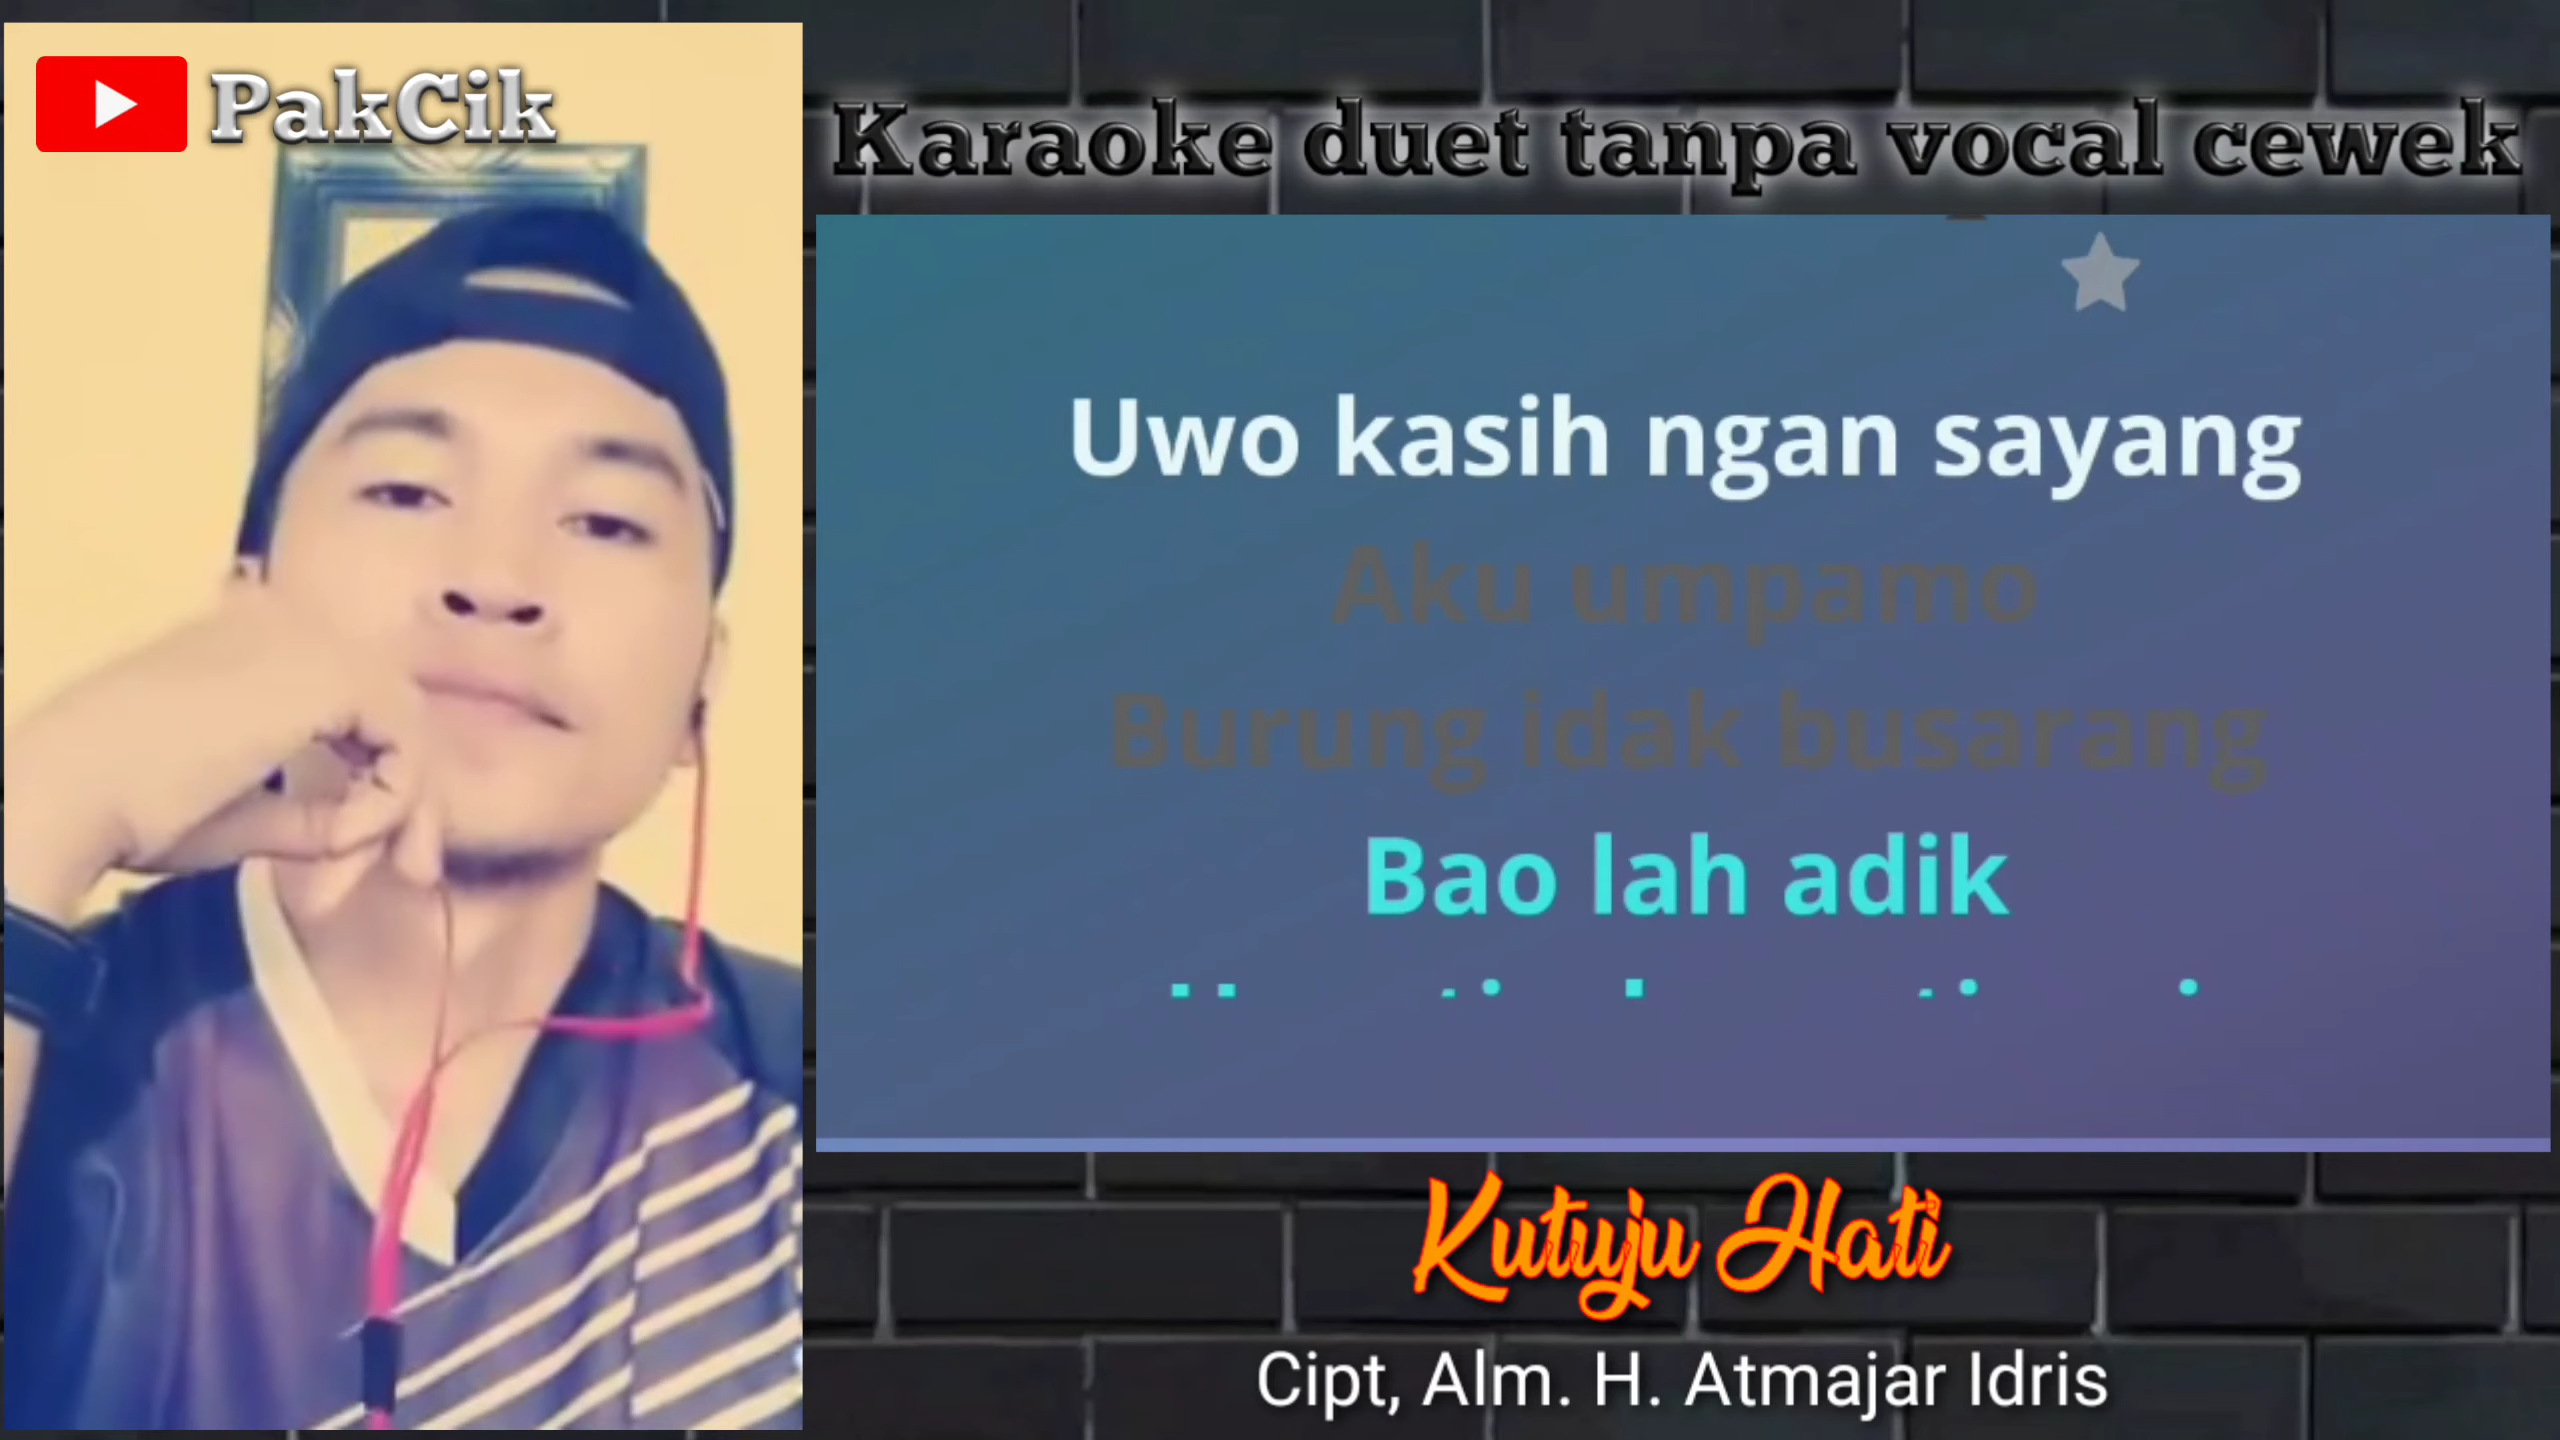 PakCik
Karaoke duet tanpa vocal cewek
Uwo kasih ngan sayang
Aku umpamo
Burung idak busarang
Bao lah adik
Kutuju Hati
Cipt, Alm. H. Atmajar Idris